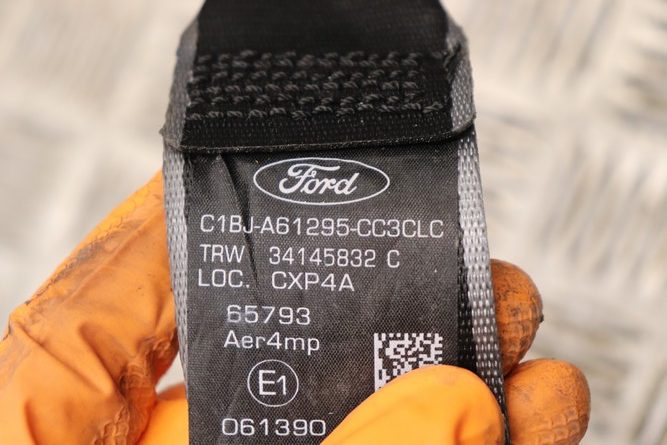 Ford
C1BJ-A61295-CC3CLC
TRW 34145832 C
LOC. CXP4A
65793
Aer4mp
E1
061390